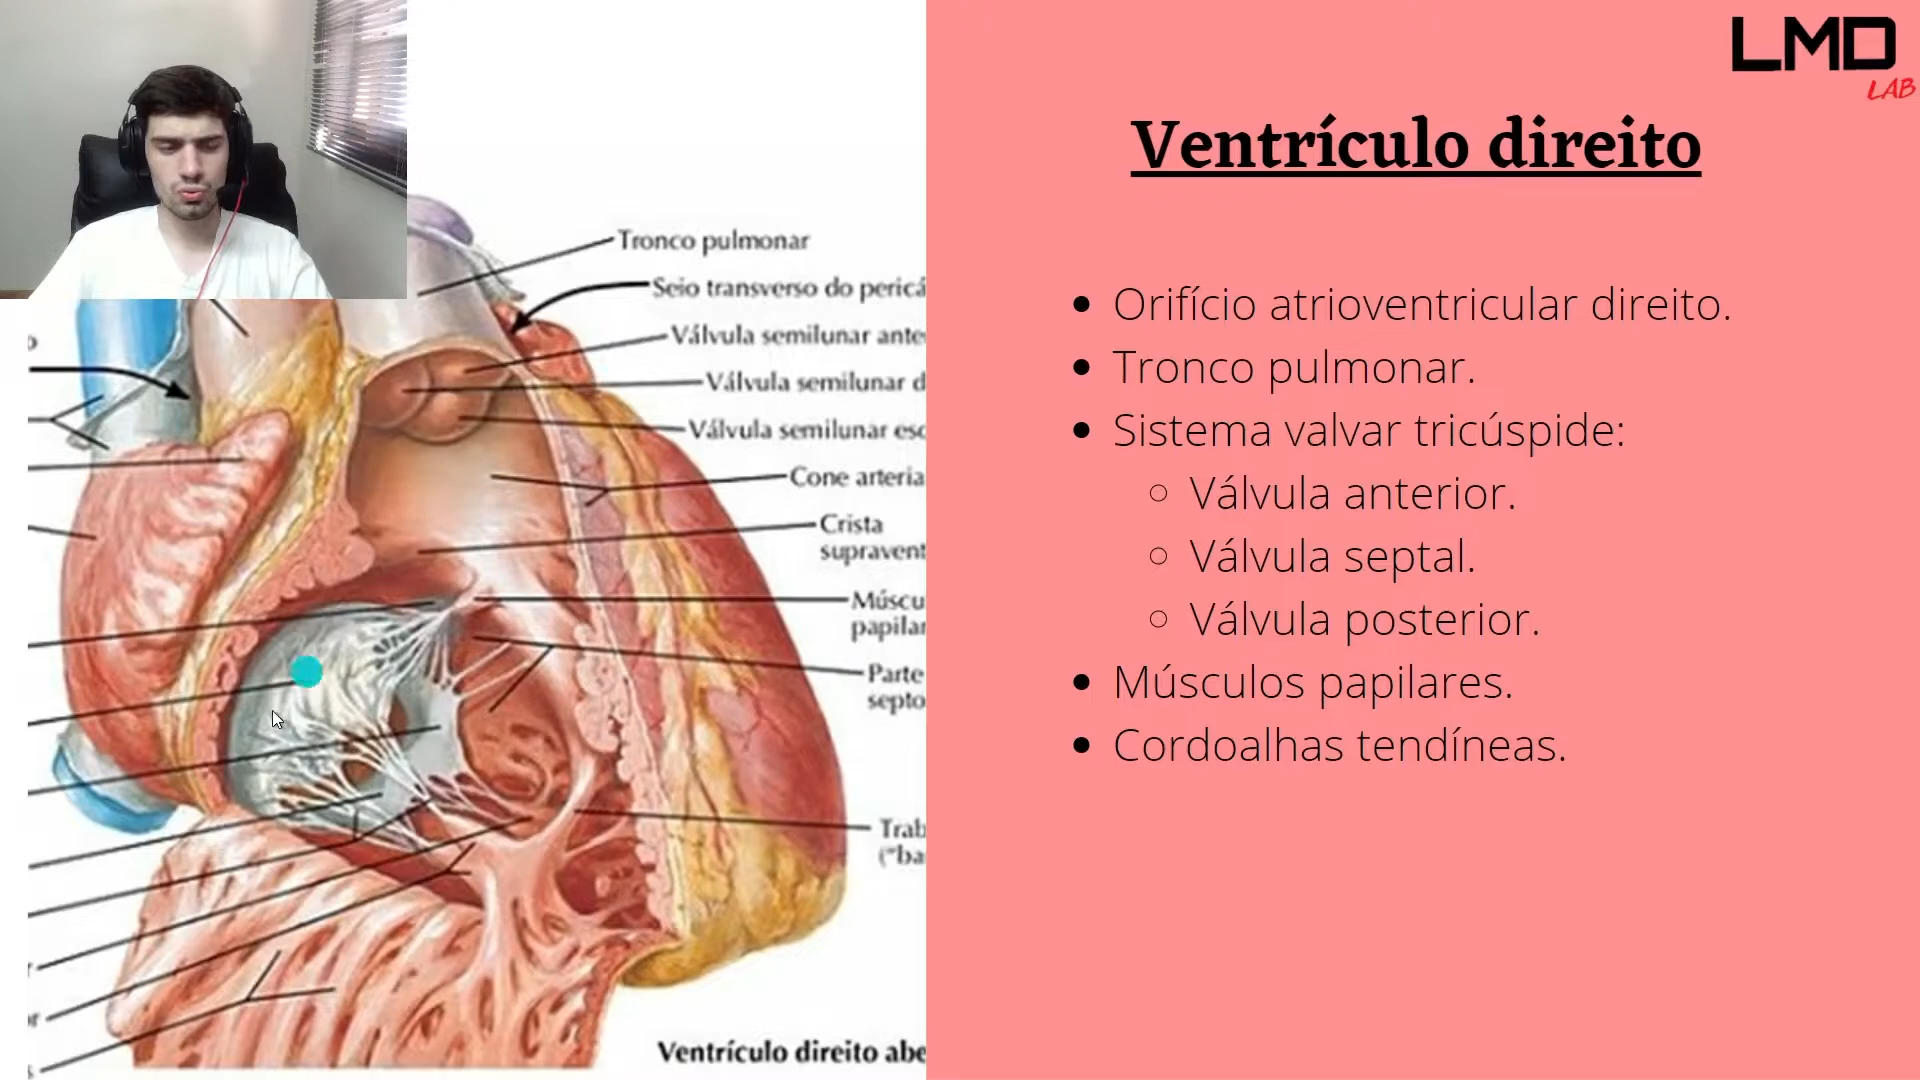 LMD
LAB
Ventrículo direito
Orifício atrioventricular direito.
Tronco pulmonar.
Sistema valvar tricúspide:
Válvula anterior.
Válvula septal.
Válvula posterior.
Músculos papilares.
Cordoalhas tendíneas.
Tronco pulmonar
Seio transverso do pericá
Válvula semilunar ante
Válvula semilunar d
Válvula semilunar esq
Cone arteria
Crista
supravent
Múscu
papilar
Parte
septo
Trab
("ba
Ventrículo direito abe